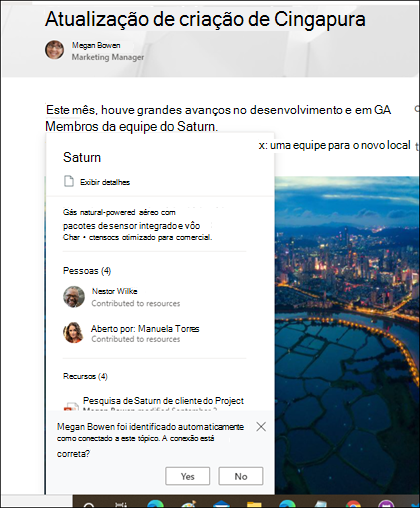 Atualização de criação de Cingapura
Megan Bowen
Marketing Manager
Este mês, houve grandes avanços no desenvolvimento e em GA
Membros da equipe do Saturn.
x: uma equipe para o novo local
Saturn
Exibir detalhes
Gás natural-powered aéreo com
pacotes de sensor integrado e vôo
Char • ctensocs otimizado para comercial.
Pessoas (4)
Nestor Wilke
Contributed to resources
Aberto por: Manuela Torres
Contributed to resources
Recursos (4)
Pesquisa de Saturn de cliente do Project
Megan Bowen modified September 2
Megan Bowen foi identificado automaticamente
como conectado a este tópico. A conexão está
correta?
Yes No